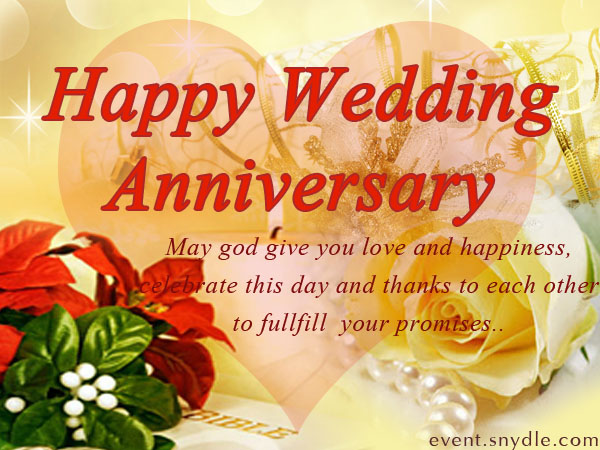 Happy Wedding
Anniversary
May god give you love and happiness,
celebrate this day and thanks to each other
to fullfill your promises..
BIBLE
event.snydle.com